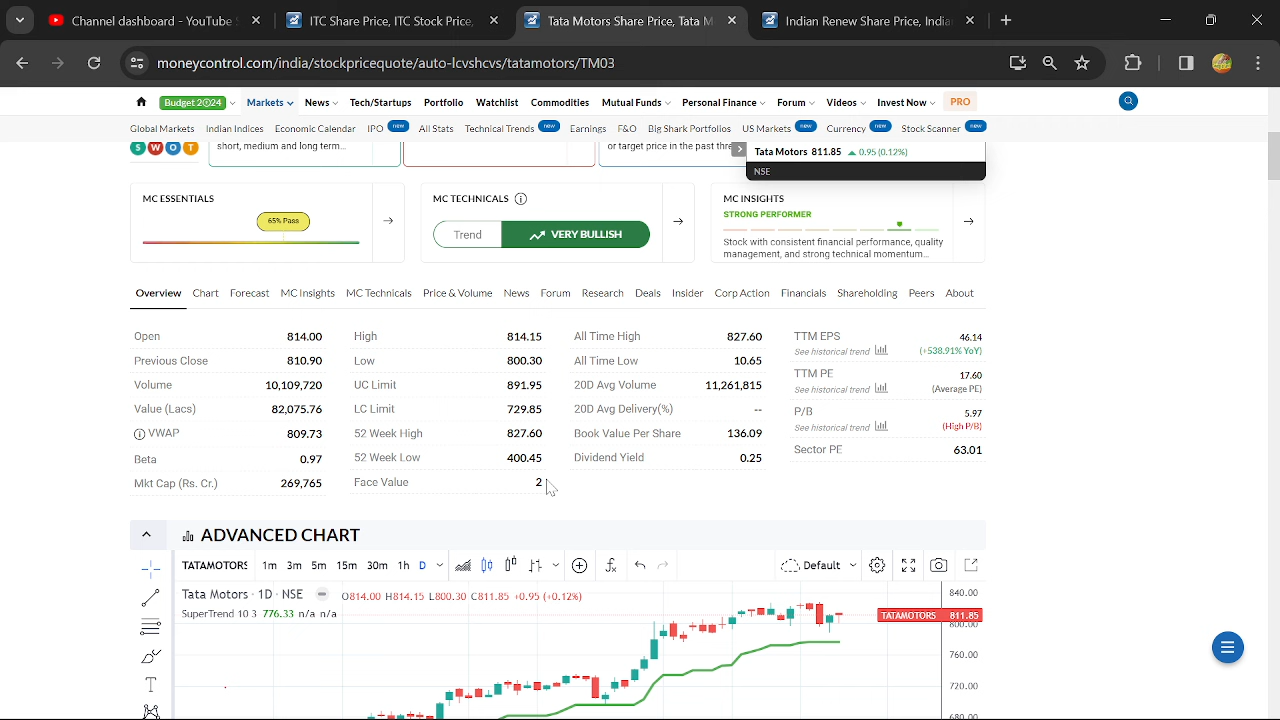 Channel dashboard - YouTube S
ITC Share Price, ITC Stock Price,
Tata Motors Share Price, Tata M
Indian Renew Share Price, India
moneycontrol.com/india/stockpricequote/auto-lcvshcvs/tatamotors/TM03
Budget 2024 Markets News Tech/Startups Portfolio Watchlist Commodities Mutual Funds Personal Finance Forum Videos Invest Now PRO
Global Markets Indian Indices Economic Calendar IPO new All Stats Technical Trends new Earnings F&O Big Shark Portfolios US Markets new Currency new Stock Scanner new
S W O T short, medium and long term... or target price in the past thre
Tata Motors 811.85 0.95 (0.12%)
NSE
MC ESSENTIALS
65% Pass
MC TECHNICALS
Trend VERY BULLISH
MC INSIGHTS
STRONG PERFORMER
Stock with consistent financial performance, quality
management, and strong technical momentum...
Overview Chart Forecast MC Insights MC Technicals Price & Volume News Forum Research Deals Insider Corp Action Financials Shareholding Peers About
Open 814.00
Previous Close 810.90
Volume 10,109,720
Value (Lacs) 82,075.76
VWAP 809.73
Beta 0.97
Mkt Cap (Rs. Cr.) 269,765
High 814.15
Low 800.30
UC Limit 891.95
LC Limit 729.85
52 Week High 827.60
52 Week Low 400.45
Face Value 2
All Time High 827.60
All Time Low 10.65
20D Avg Volume 11,261,815
20D Avg Delivery(%) --
Book Value Per Share 136.09
Dividend Yield 0.25
TTM EPS 46.14
See historical trend (+538.91% YoY)
TTM PE 17.60
See historical trend (Average PE)
P/B 5.97
See historical trend (High P/B)
Sector PE 63.01
ADVANCED CHART
TATAMOTORS 1m 3m 5m 15m 30m 1h D Default
Tata Motors · 1D · NSE O814.00 H814.15 L800.30 C811.85 +0.95 (+0.12%)
SuperTrend 10 3 776.33 n/a n/a
840.00
TATAMOTORS 811.85
800.00
760.00
720.00
680.00